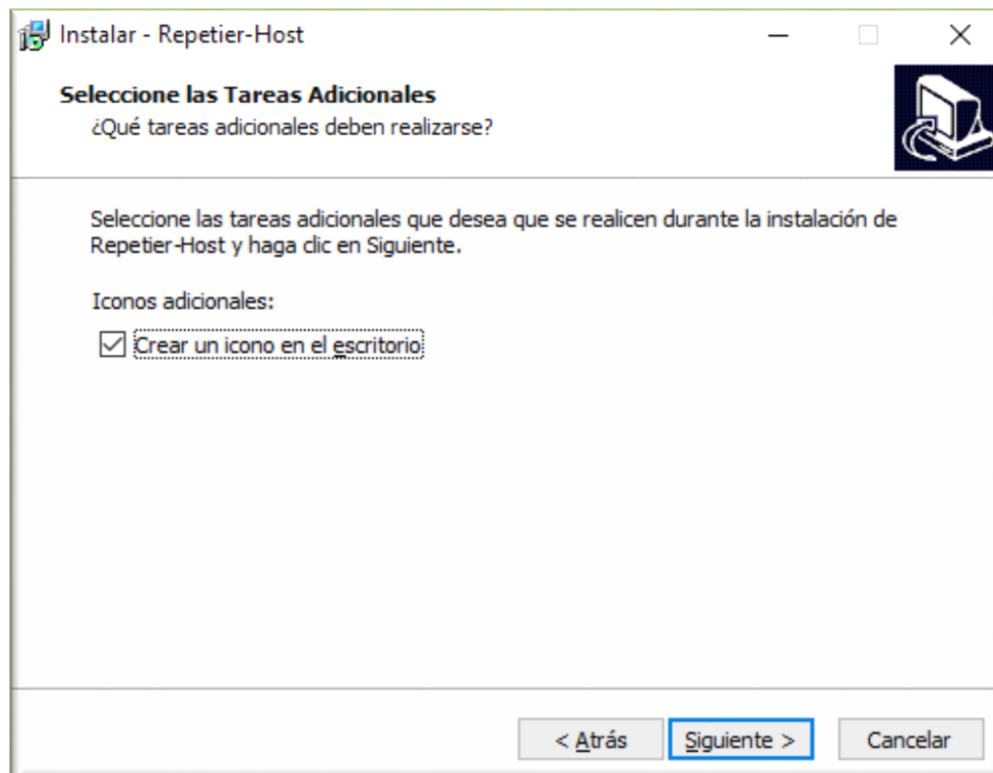 Instalar - Repetier-Host
Seleccione las Tareas Adicionales
¿Qué tareas adicionales deben realizarse?
Seleccione las tareas adicionales que desea que se realicen durante la instalación de
Repetier-Host y haga clic en Siguiente.
Iconos adicionales:
Crear un icono en el escritorio
< Atrás
Siguiente >
Cancelar